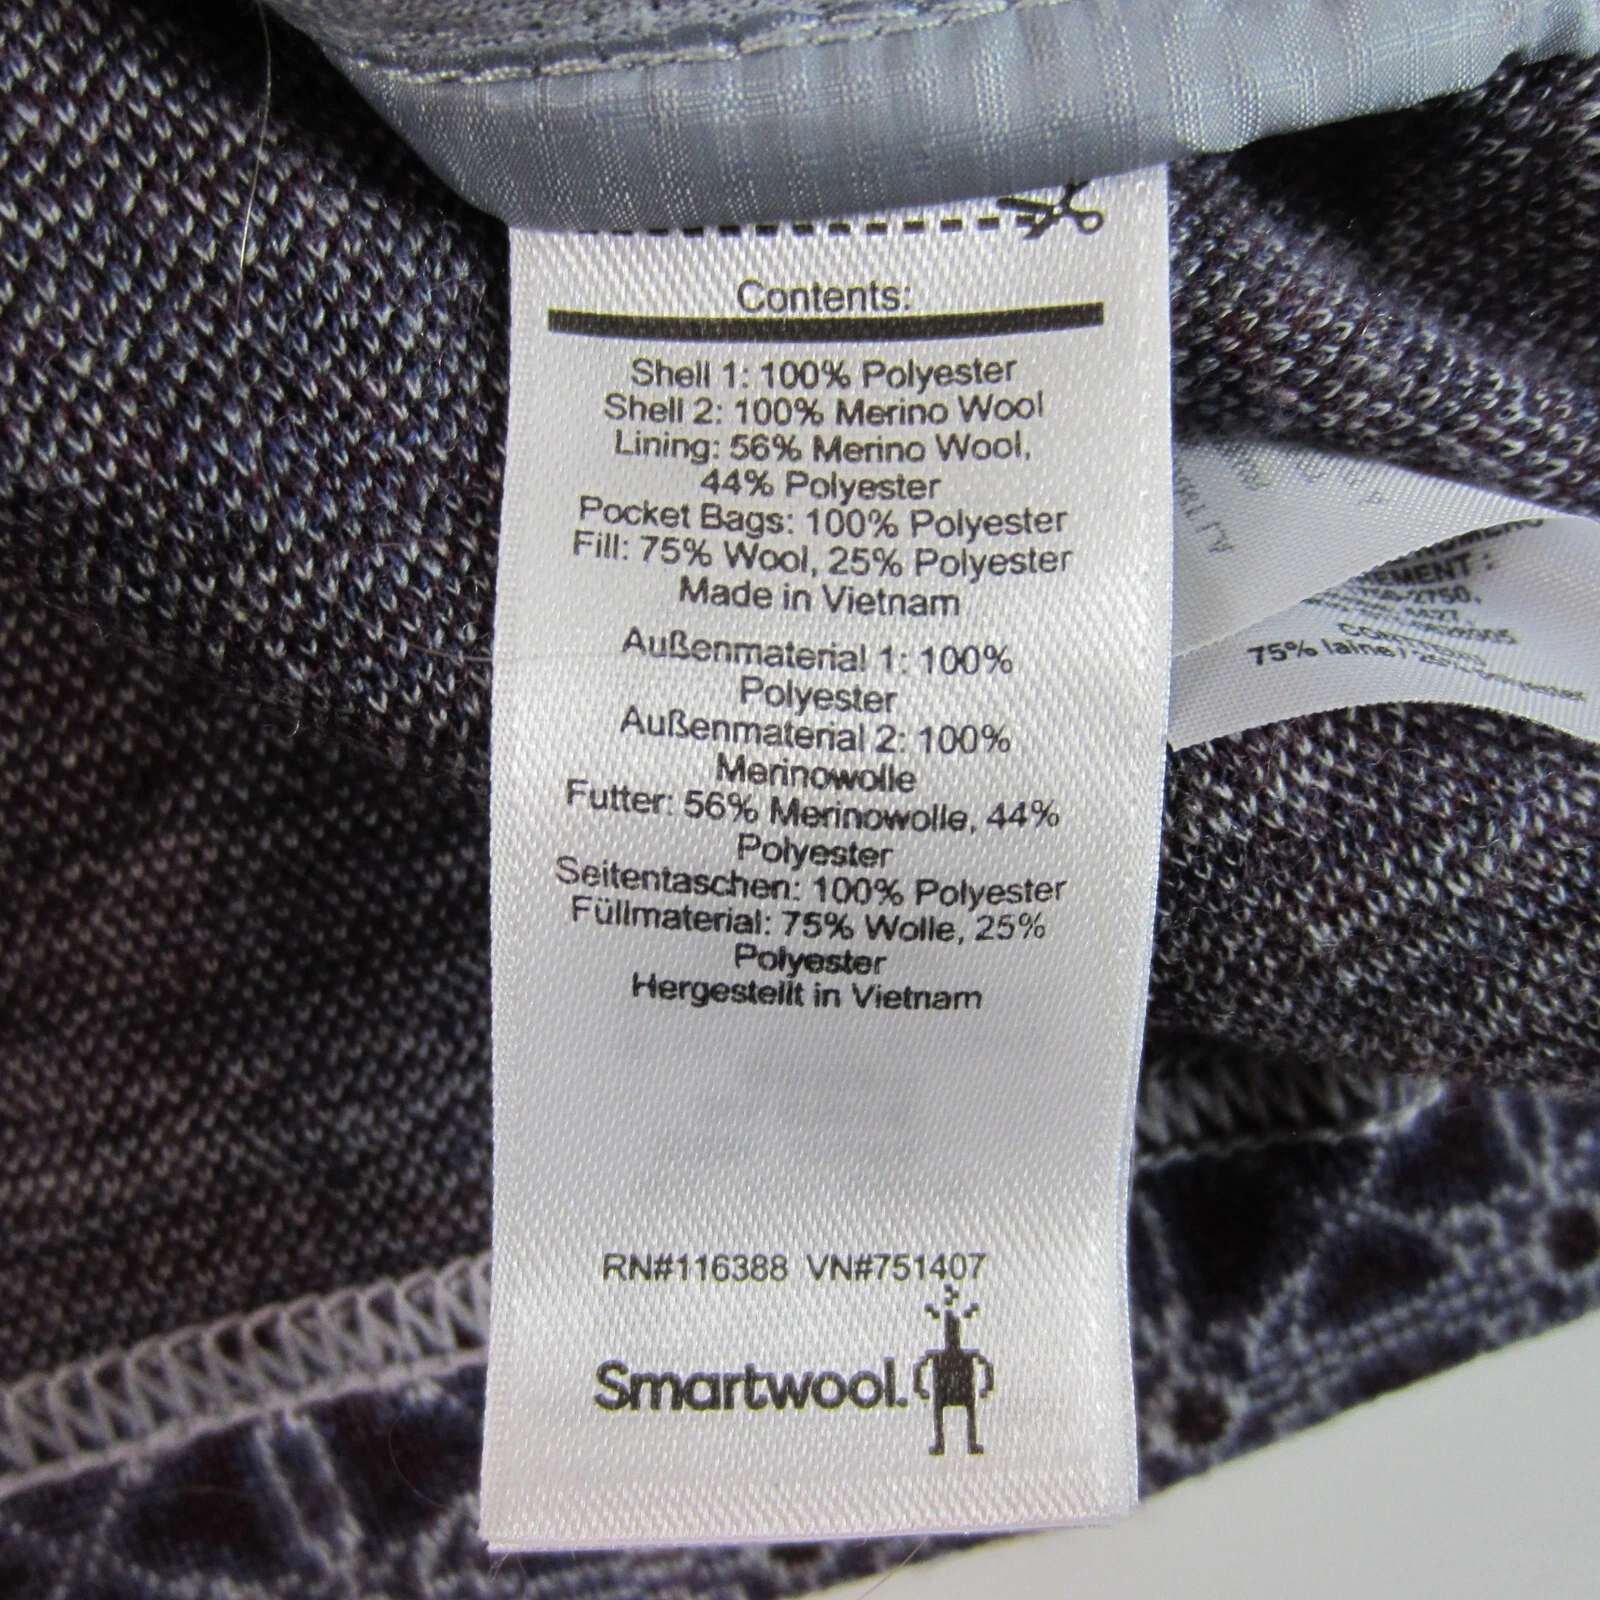 Contents:
Shell 1: 100% Polyester
Shell 2: 100% Merino Wool
Lining: 56% Merino Wool,
44% Polyester
Pocket Bags: 100% Polyester
Fill: 75% Wool, 25% Polyester
Made in Vietnam
Außenmaterial 1: 100%
Polyester
Außenmaterial 2: 100%
Merinowolle
Futter: 56% Merinowolle, 44%
Polyester
Seitentaschen: 100% Polyester
Füllmaterial: 75% Wolle, 25%
Polyester
Hergestellt in Vietnam
RN#116388 VN#751407
Smartwool.
75% laine